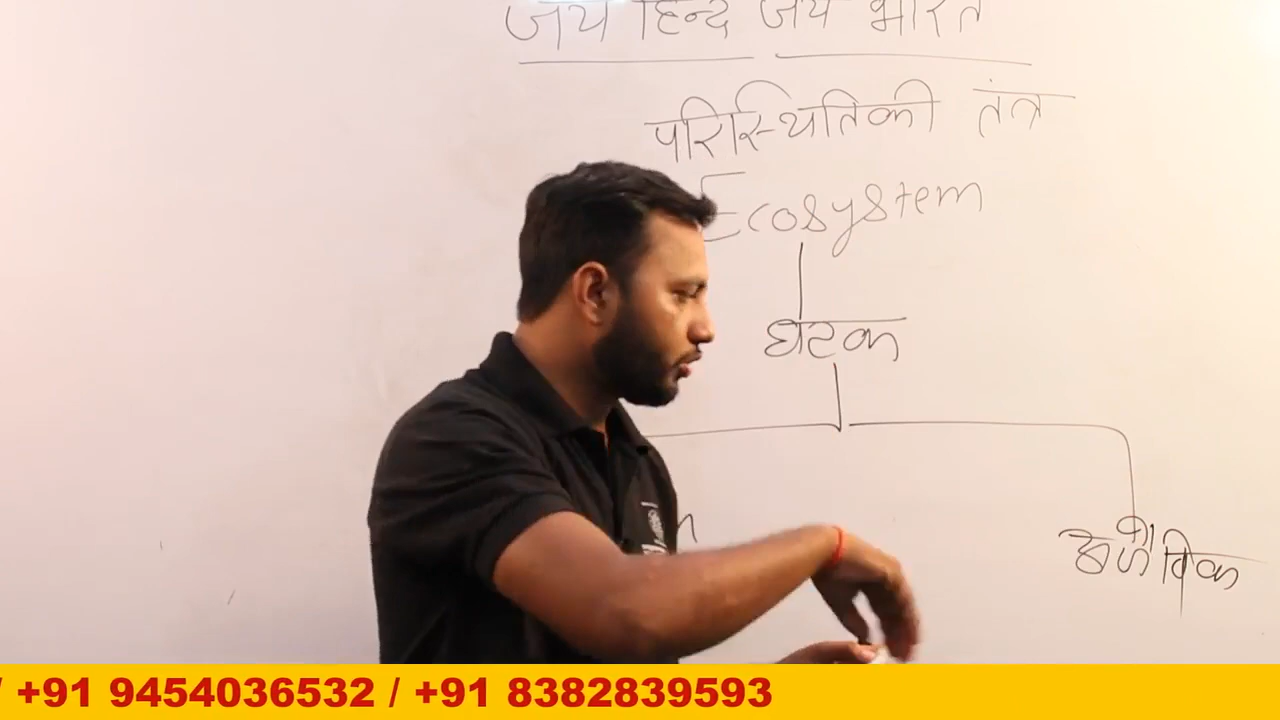 जय हिन्द जय भारत
परिस्थितिकी तंत्र
Ecosystem
घटक
/ +91 9454036532 / +91 8382839593